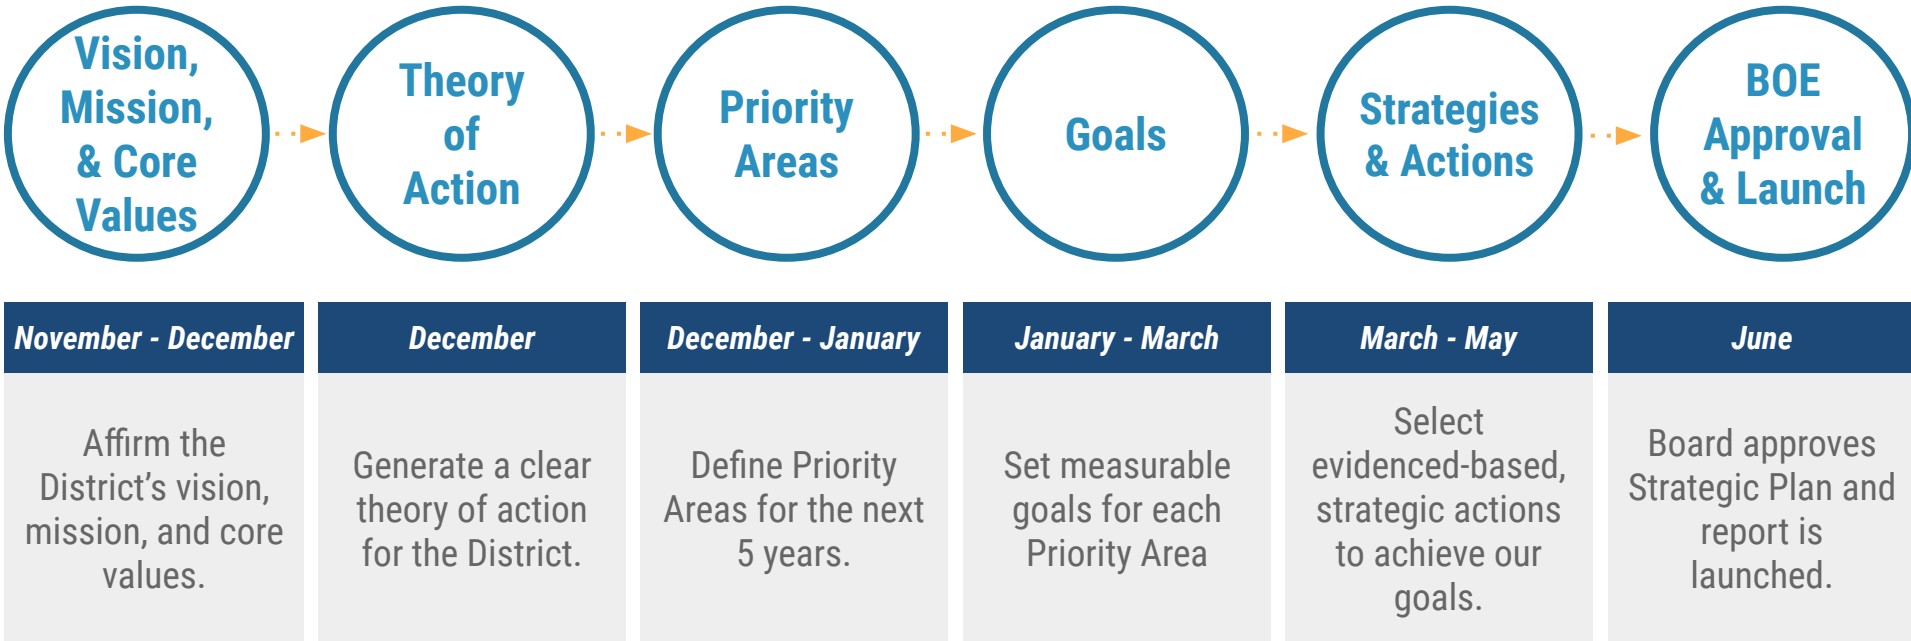 Vision,
Mission,
& Core
Values
Theory
of
Action
Priority
Areas
Goals
Strategies
& Actions
BOE
Approval
& Launch
November - December
Affirm the
District’s vision,
mission, and core
values.
December
Generate a clear
theory of action
for the District.
December - January
Define Priority
Areas for the next
5 years.
January - March
Set measurable
goals for each
Priority Area
March - May
Select
evidenced-based,
strategic actions
to achieve our
goals.
June
Board approves
Strategic Plan and
report is
launched.